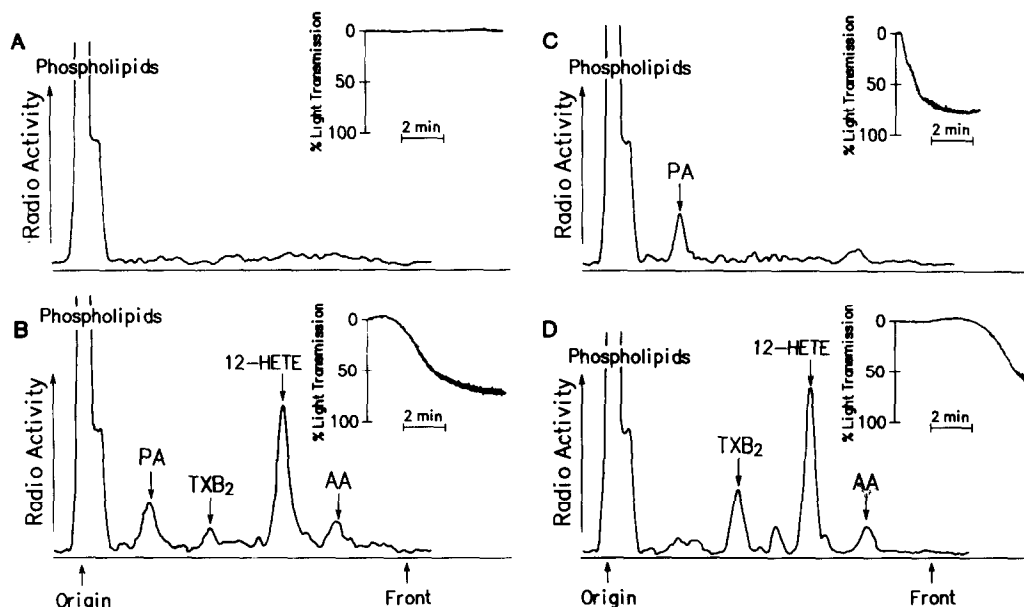 A
Phospholipids
Radio Activity
% Light Transmission
0
50
100
2 min
C
Phospholipids
Radio Activity
PA
% Light Transmission
0
50
100
2 min
B
Phospholipids
Radio Activity
PA
TXB₂
12-HETE
AA
% Light Transmission
0
50
100
2 min
Origin
Front
D
Phospholipids
Radio Activity
TXB₂
12-HETE
AA
% Light Transmission
0
50
100
2 min
Origin
Front